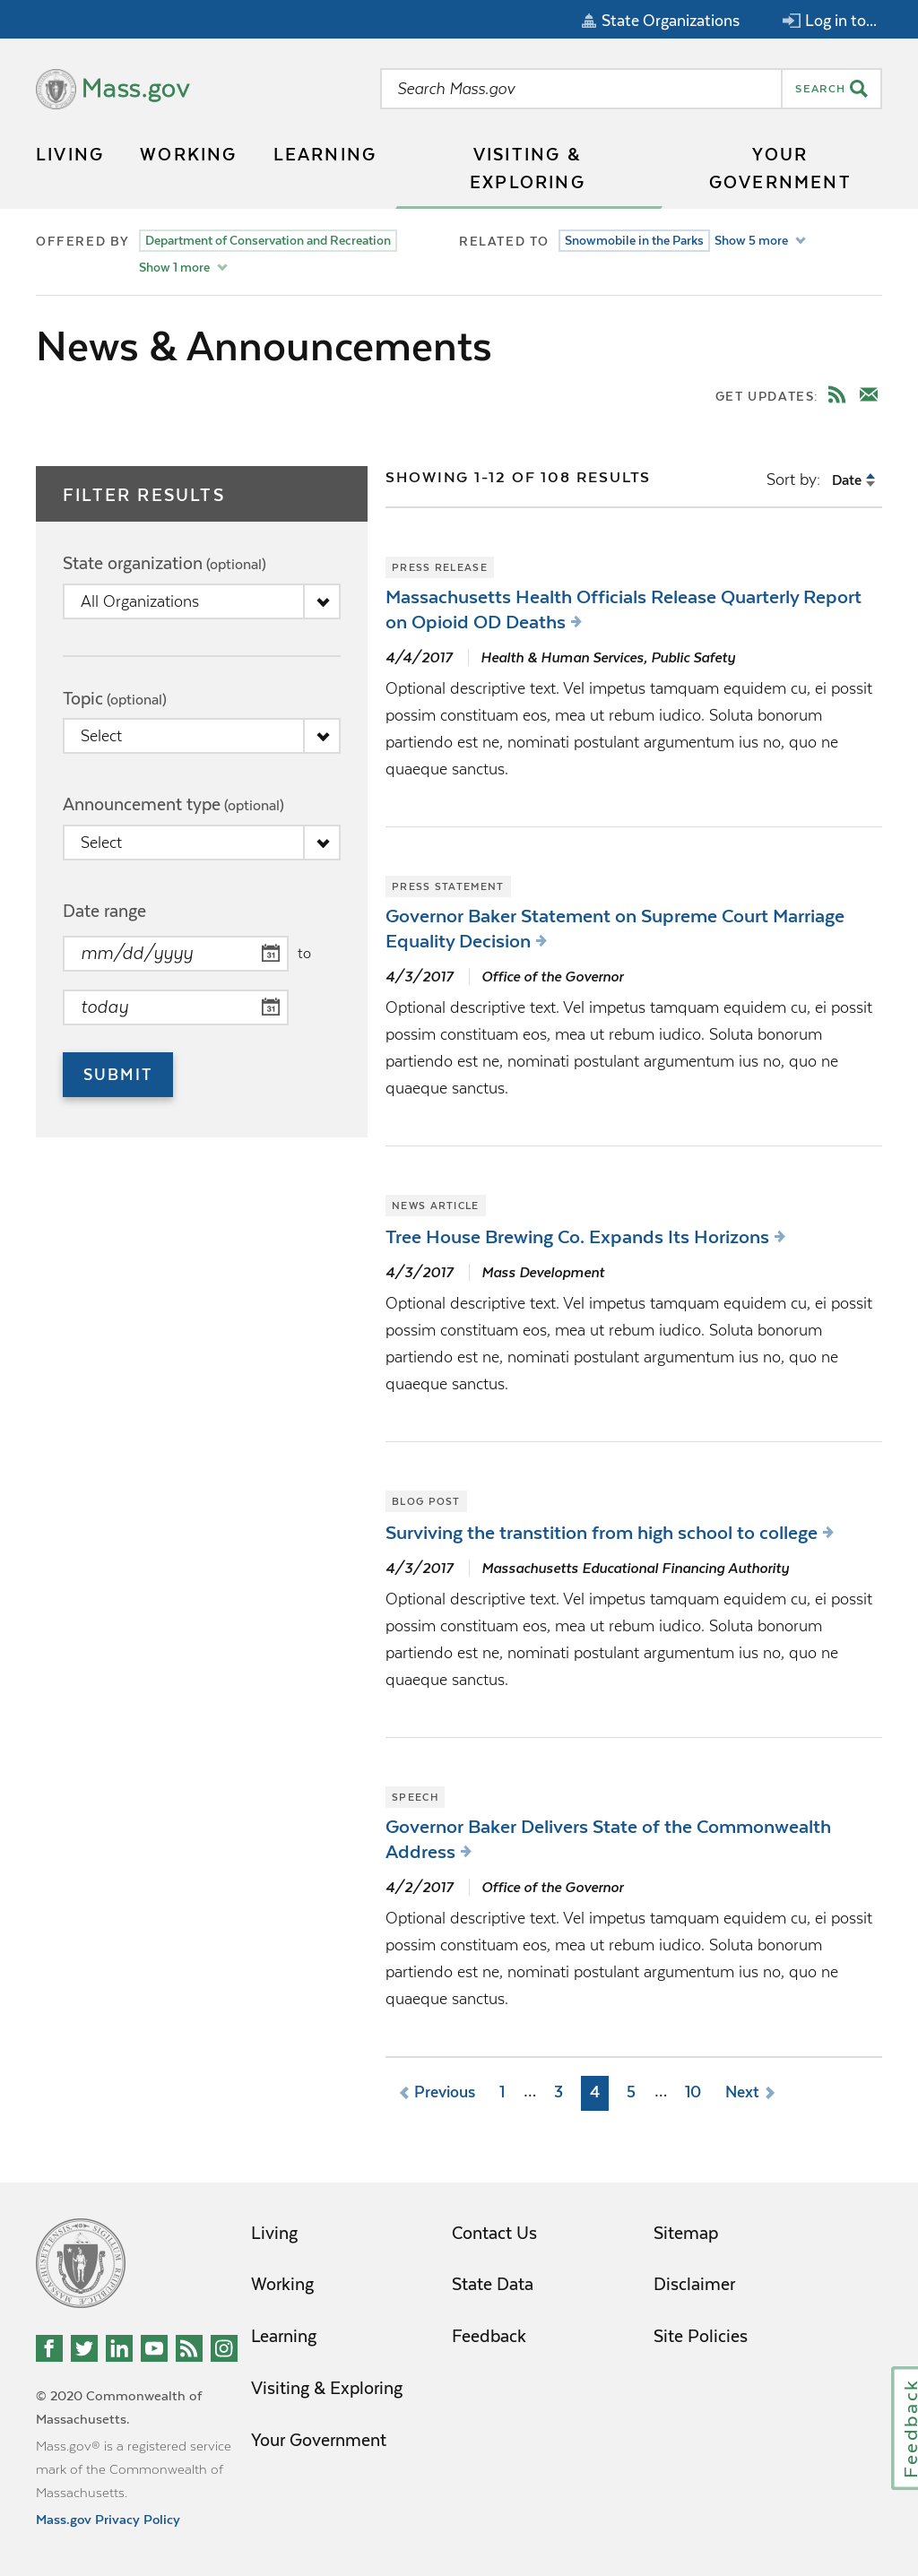 State Organizations
Log in to...
Mass.gov
Search Mass.gov
SEARCH
LIVING
WORKING
LEARNING
VISITING &
EXPLORING
YOUR
GOVERNMENT
OFFERED BY
Department of Conservation and Recreation
Show 1 more
RELATED TO
Snowmobile in the Parks
Show 5 more
News & Announcements
GET UPDATES:
FILTER RESULTS
State organization (optional)
All Organizations
Topic (optional)
Select
Announcement type (optional)
Select
Date range
mm/dd/yyyy
31
to
today
31
SUBMIT
SHOWING 1-12 OF 108 RESULTS
Sort by: Date
PRESS RELEASE
Massachusetts Health Officials Release Quarterly Report
on Opioid OD Deaths
4/4/2017 Health & Human Services, Public Safety
Optional descriptive text. Vel impetus tamquam equidem cu, ei possit
possim constituam eos, mea ut rebum iudico. Soluta bonorum
partiendo est ne, nominati postulant argumentum ius no, quo ne
quaeque sanctus.
PRESS STATEMENT
Governor Baker Statement on Supreme Court Marriage
Equality Decision
4/3/2017 Office of the Governor
Optional descriptive text. Vel impetus tamquam equidem cu, ei possit
possim constituam eos, mea ut rebum iudico. Soluta bonorum
partiendo est ne, nominati postulant argumentum ius no, quo ne
quaeque sanctus.
NEWS ARTICLE
Tree House Brewing Co. Expands Its Horizons
4/3/2017 Mass Development
Optional descriptive text. Vel impetus tamquam equidem cu, ei possit
possim constituam eos, mea ut rebum iudico. Soluta bonorum
partiendo est ne, nominati postulant argumentum ius no, quo ne
quaeque sanctus.
BLOG POST
Surviving the transtition from high school to college
4/3/2017 Massachusetts Educational Financing Authority
Optional descriptive text. Vel impetus tamquam equidem cu, ei possit
possim constituam eos, mea ut rebum iudico. Soluta bonorum
partiendo est ne, nominati postulant argumentum ius no, quo ne
quaeque sanctus.
SPEECH
Governor Baker Delivers State of the Commonwealth
Address
4/2/2017 Office of the Governor
Optional descriptive text. Vel impetus tamquam equidem cu, ei possit
possim constituam eos, mea ut rebum iudico. Soluta bonorum
partiendo est ne, nominati postulant argumentum ius no, quo ne
quaeque sanctus.
Previous 1 ... 3 4 5 ... 10 Next
Living
Working
Learning
Visiting & Exploring
Your Government
Contact Us
State Data
Feedback
Sitemap
Disclaimer
Site Policies
© 2020 Commonwealth of
Massachusetts.
Mass.gov® is a registered service
mark of the Commonwealth of
Massachusetts.
Mass.gov Privacy Policy
Feedback